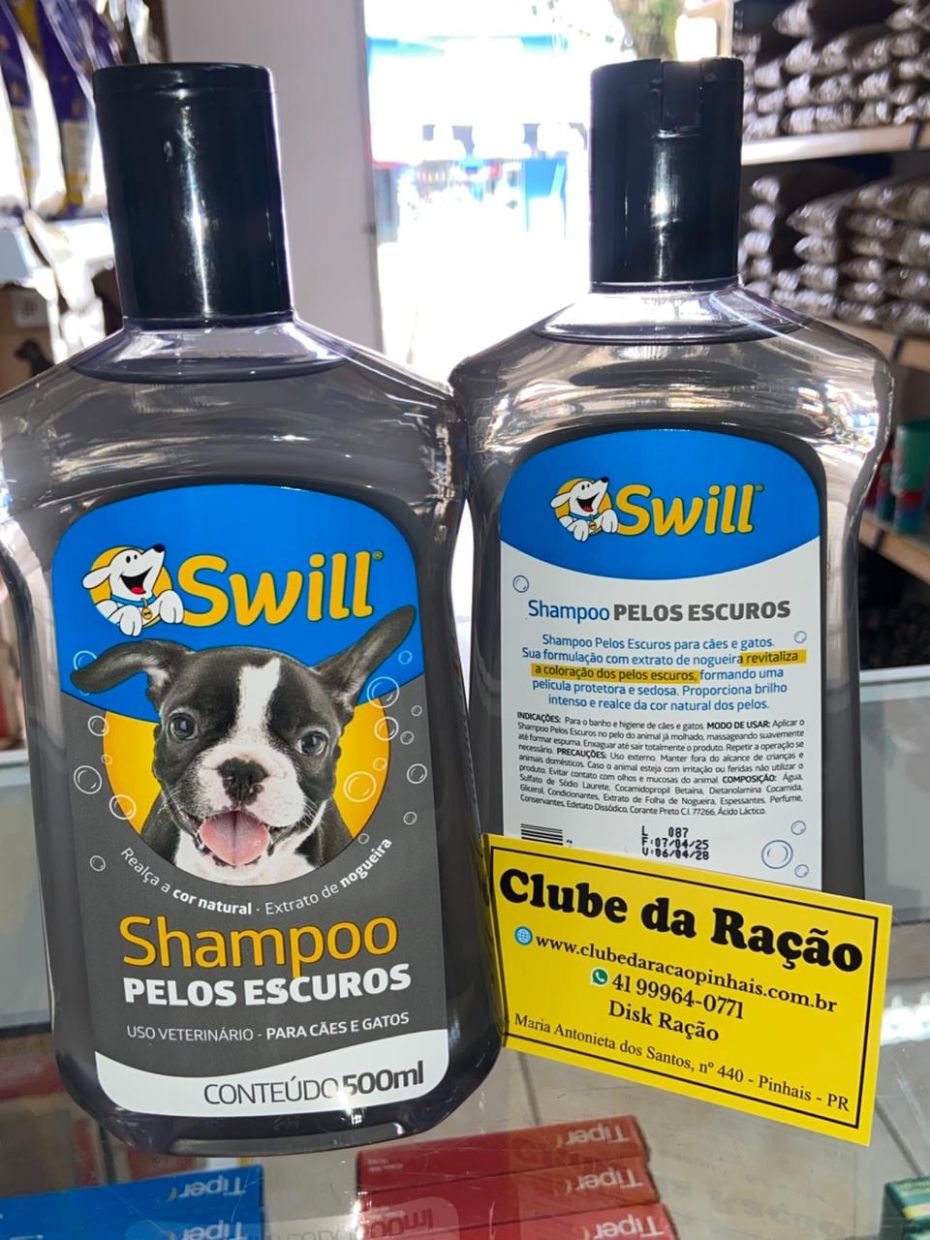 Swill®
Realça a cor natural - Extrato de nogueira
Shampoo
PELOS ESCUROS
USO VETERINÁRIO - PARA CÃES E GATOS
CONTEÚDO 500ml
Swill®
Shampoo PELOS ESCUROS
Shampoo Pelos Escuros para cães e gatos.
Sua formulação com extrato de nogueira revitaliza
a coloração dos pelos escuros, formando uma
película protetora e sedosa. Proporciona brilho
intenso e realce da cor natural dos pelos.
INDICAÇÕES: Para o banho e higiene de cães e gatos. MODO DE USAR: Aplicar o
Shampoo Pelos Escuros no pelo do animal já molhado, massageando suavemente
até formar espuma. Enxaguar até sair totalmente o produto. Repetir a operação se
necessário. PRECAUÇÕES: Uso externo. Manter fora do alcance de crianças e
animais domésticos. Caso o animal esteja com irritação ou feridas não utilizar o
produto. Evitar contato com olhos e mucosas do animal. COMPOSIÇÃO: Água,
Sulfato de Sódio Laurete, Cocamidopropil Betaína, Dietanolamina Cocamida,
Glicerol, Condicionantes, Extrato de Folha de Nogueira, Espessantes, Perfume,
Conservantes, Edetato Dissódico, Corante Preto C.I. 77266, Ácido Láctico.
L 087
F:07/04/25
V:06/04/28
Clube da Ração
www.clubedaracaopinhais.com.br
41 99964-0771
Disk Ração
Maria Antonieta dos Santos, nº 440 - Pinhais - PR
Tiper
Tiper
Tiper
Tiper